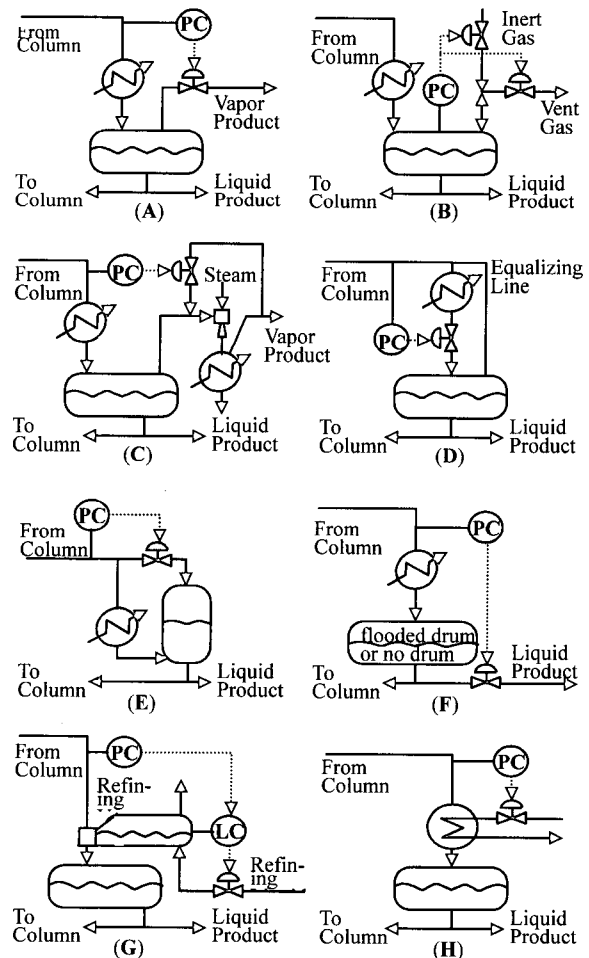 From
Column
PC
Vapor
Product
To
Column
Liquid
Product
(A)
From
Column
PC
Inert
Gas
Vent
Gas
To
Column
Liquid
Product
(B)
From
Column
PC
Steam
Vapor
Product
To
Column
Liquid
Product
(C)
From
Column
PC
Equalizing
Line
To
Column
Liquid
Product
(D)
PC
From
Column
To
Column
Liquid
Product
(E)
From
Column
PC
flooded drum
or no drum
Liquid
Product
To
Column
(F)
From
Column
PC
Refin-
ing
LC
Refin-
ing
To
Column
Liquid
Product
(G)
From
Column
PC
To
Column
Liquid
Product
(H)